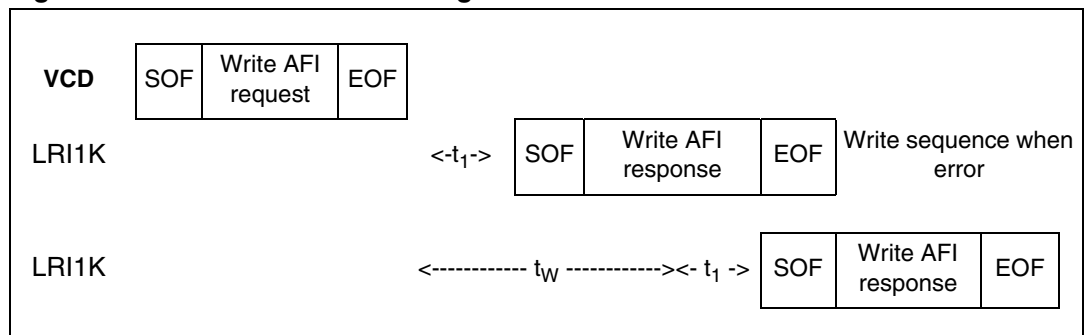 VCD SOF Write AFI request EOF
LRI1K <-t1-> SOF Write AFI response EOF Write sequence when error
LRI1K <------------ tW ------------><- t1 -> SOF Write AFI response EOF